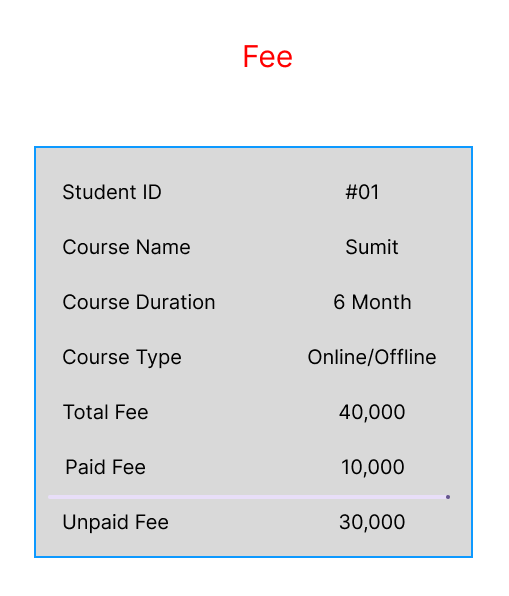 Fee
Student ID #01
Course Name Sumit
Course Duration 6 Month
Course Type Online/Offline
Total Fee 40,000
Paid Fee 10,000
Unpaid Fee 30,000